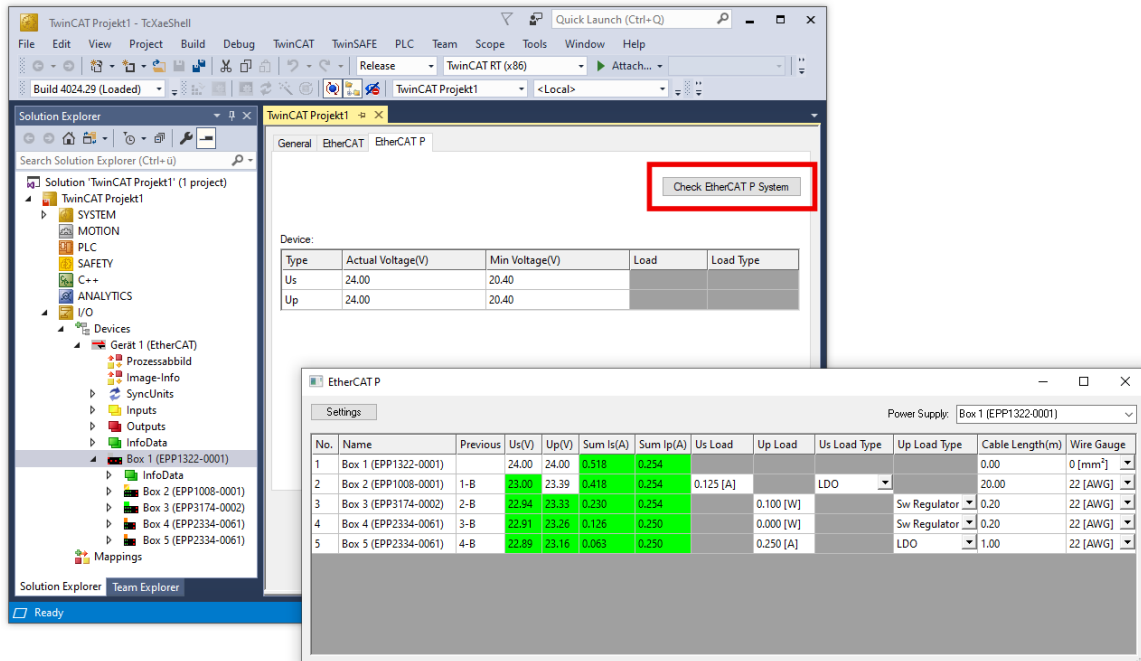 TwinCAT Projekt1 - TcXaeShell
Quick Launch (Ctrl+Q)
File Edit View Project Build Debug TwinCAT TwinSAFE PLC Team Scope Tools Window Help
Release TwinCAT RT (x86) Attach...
Build 4024.29 (Loaded) TwinCAT Projekt1 <Local>
Solution Explorer
Search Solution Explorer (Ctrl+ü)
Solution 'TwinCAT Projekt1' (1 project)
TwinCAT Projekt1
SYSTEM
MOTION
PLC
SAFETY
C++
ANALYTICS
I/O
Devices
Gerät 1 (EtherCAT)
Prozessabbild
Image-Info
SyncUnits
Inputs
Outputs
InfoData
Box 1 (EPP1322-0001)
InfoData
Box 2 (EPP1008-0001)
Box 3 (EPP3174-0002)
Box 4 (EPP2334-0061)
Box 5 (EPP2334-0061)
Mappings
Solution Explorer Team Explorer
Ready
TwinCAT Projekt1
General EtherCAT EtherCAT P
Check EtherCAT P System
Device:
Type Actual Voltage(V) Min Voltage(V) Load Load Type
Us 24.00 20.40
Up 24.00 20.40
EtherCAT P
Settings Power Supply: Box 1 (EPP1322-0001)
No. Name Previous Us(V) Up(V) Sum Is(A) Sum Ip(A) Us Load Up Load Us Load Type Up Load Type Cable Length(m) Wire Gauge
1 Box 1 (EPP1322-0001) 24.00 24.00 0.518 0.254 0.00 0 [mm²]
2 Box 2 (EPP1008-0001) 1-B 23.00 23.39 0.418 0.254 0.125 [A] LDO 20.00 22 [AWG]
3 Box 3 (EPP3174-0002) 2-B 22.94 23.33 0.230 0.254 0.100 [W] Sw Regulator 0.20 22 [AWG]
4 Box 4 (EPP2334-0061) 3-B 22.91 23.26 0.126 0.250 0.000 [W] Sw Regulator 0.20 22 [AWG]
5 Box 5 (EPP2334-0061) 4-B 22.89 23.16 0.063 0.250 0.250 [A] LDO 1.00 22 [AWG]